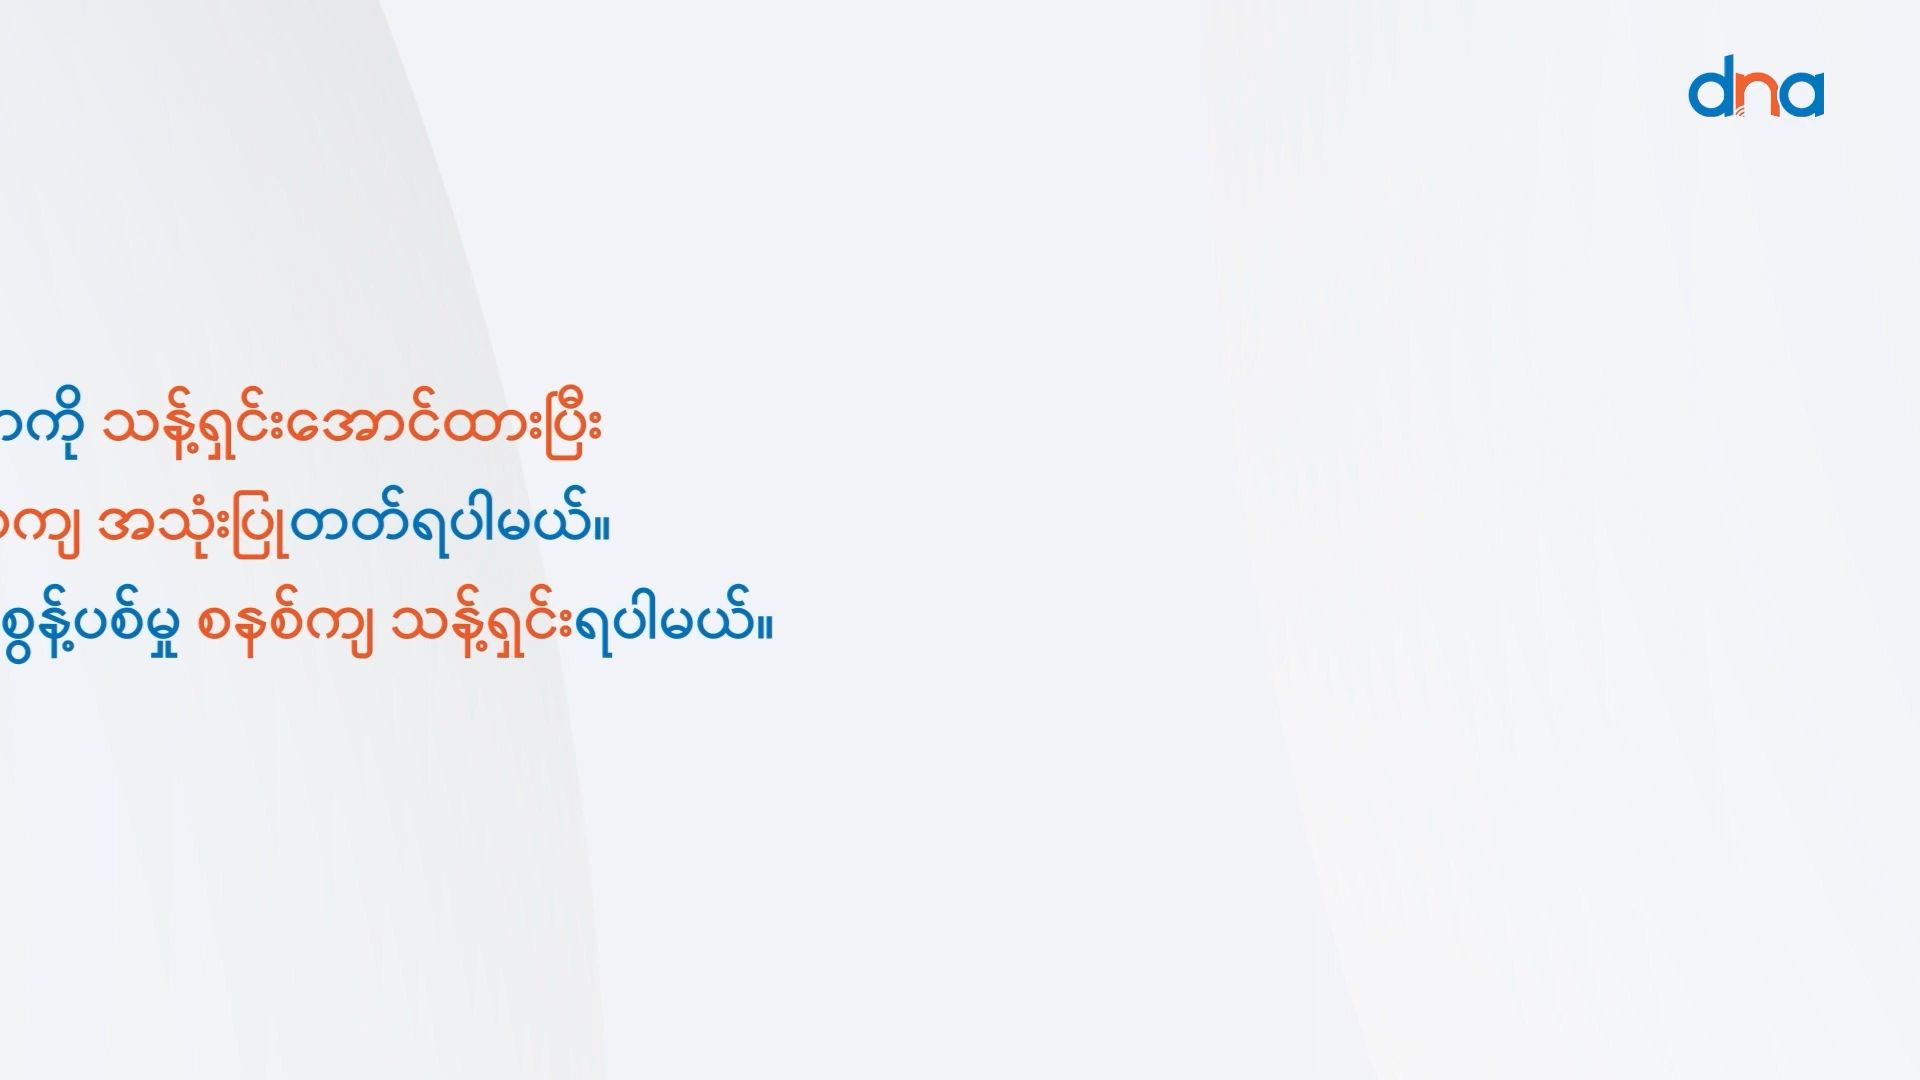 dna
ကို သန့်ရှင်းအောင်ထားပြီး
ကျ အသုံးပြုတတ်ရပါမယ်။
စွန့်ပစ်မှု စနစ်ကျ သန့်ရှင်းရပါမယ်။